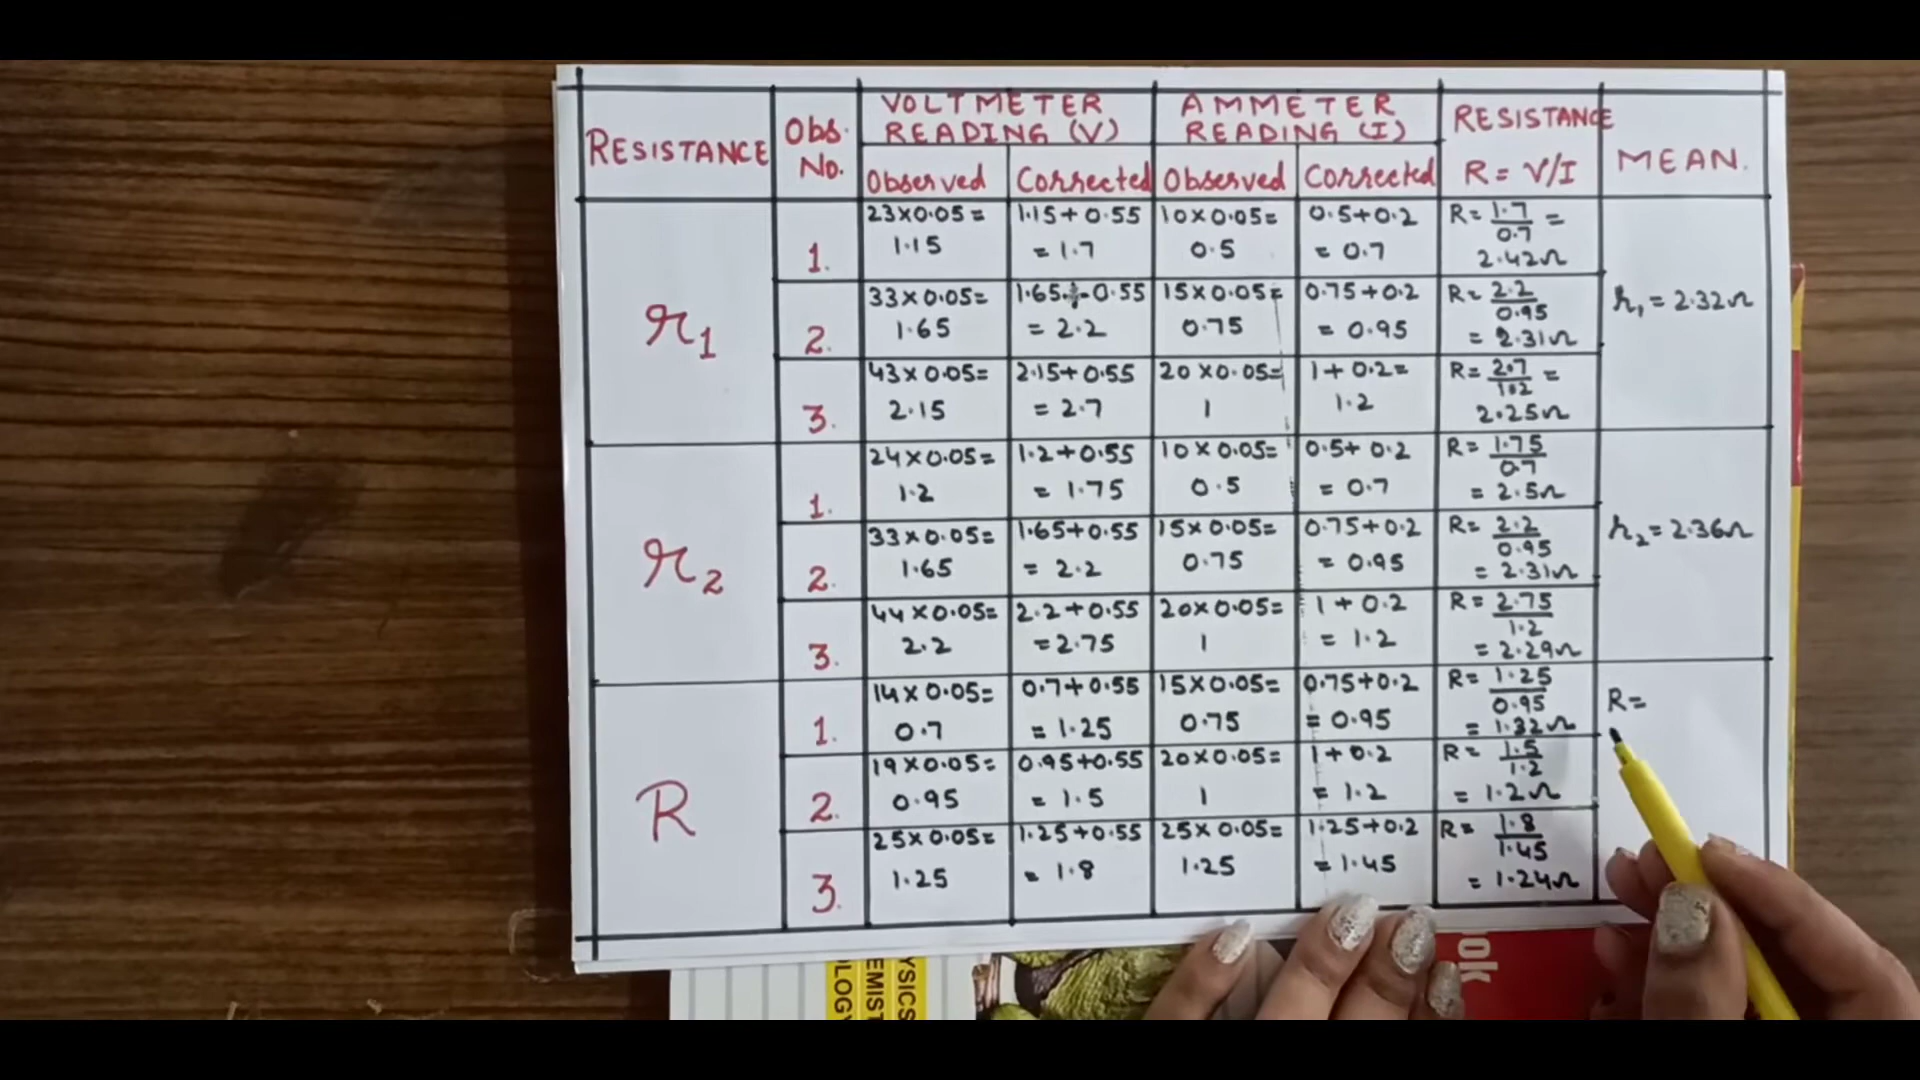 RESISTANCE
Obs. No.
VOLTMETER READING (V)
AMMETER READING (I)
RESISTANCE R = V/I
MEAN.
Observed
Corrected
Observed
Corrected
r1
1.
23×0.05= 1.15
1.15+0.55 = 1.7
10×0.05= 0.5
0.5+0.2 = 0.7
R= 1.7/0.7 = 2.42Ω
2.
33×0.05= 1.65
1.65+0.55 = 2.2
15×0.05= 0.75
0.75+0.2 = 0.95
R= 2.2/0.95 = 2.31Ω
3.
43×0.05= 2.15
2.15+0.55 = 2.7
20×0.05= 1
1+0.2= 1.2
R= 2.7/1.2 = 2.25Ω
r1=2.32Ω
r2
1.
24×0.05= 1.2
1.2+0.55 = 1.75
10×0.05= 0.5
0.5+0.2 = 0.7
R= 1.75/0.7 = 2.5Ω
2.
33×0.05= 1.65
1.65+0.55 = 2.2
15×0.05= 0.75
0.75+0.2 = 0.95
R= 2.2/0.95 = 2.31Ω
3.
44×0.05= 2.2
2.2+0.55 =2.75
20×0.05= 1
1+0.2 = 1.2
R= 2.75/1.2 = 2.29Ω
r2=2.36Ω
R
1.
14×0.05= 0.7
0.7+0.55 = 1.25
15×0.05= 0.75
0.75+0.2 = 0.95
R= 1.25/0.95 = 1.32Ω
2.
19×0.05= 0.95
0.95+0.55 = 1.5
20×0.05= 1
1+0.2 = 1.2
R= 1.5/1.2 = 1.2Ω
3.
25×0.05= 1.25
1.25+0.55 = 1.8
25×0.05= 1.25
1.25+0.2 = 1.45
R= 1.8/1.45 = 1.24Ω
R=